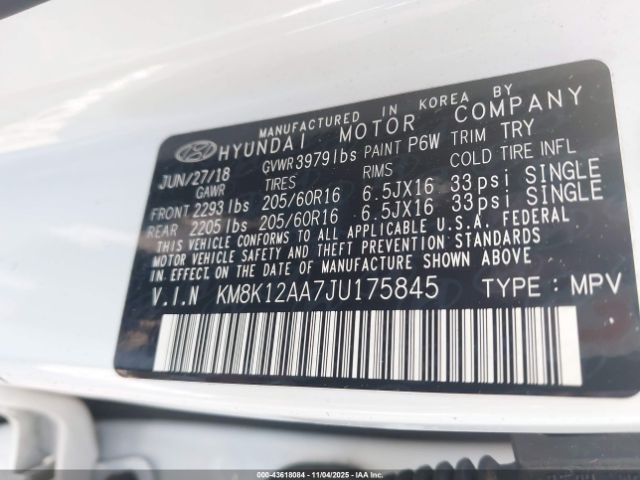 MANUFACTURED IN KOREA BY
HYUNDAI MOTOR COMPANY
JUN/27/18 GVWR 3979 lbs PAINT P6W TRIM TRY
GAWR TIRES RIMS COLD TIRE INFL
FRONT 2293 lbs 205/60R16 6.5JX16 33 psi SINGLE
REAR 2205 lbs 205/60R16 6.5JX16 33 psi SINGLE
THIS VEHICLE CONFORMS TO ALL APPLICABLE U.S.A. FEDERAL
MOTOR VEHICLE SAFETY AND THEFT PREVENTION STANDARDS
IN EFFECT ON THE DATE OF MANUFACTURE SHOWN ABOVE.
V.I.N KM8K12AA7JU175845 TYPE : MPV
000-43618084 - 11/04/2025 - IAA Inc.